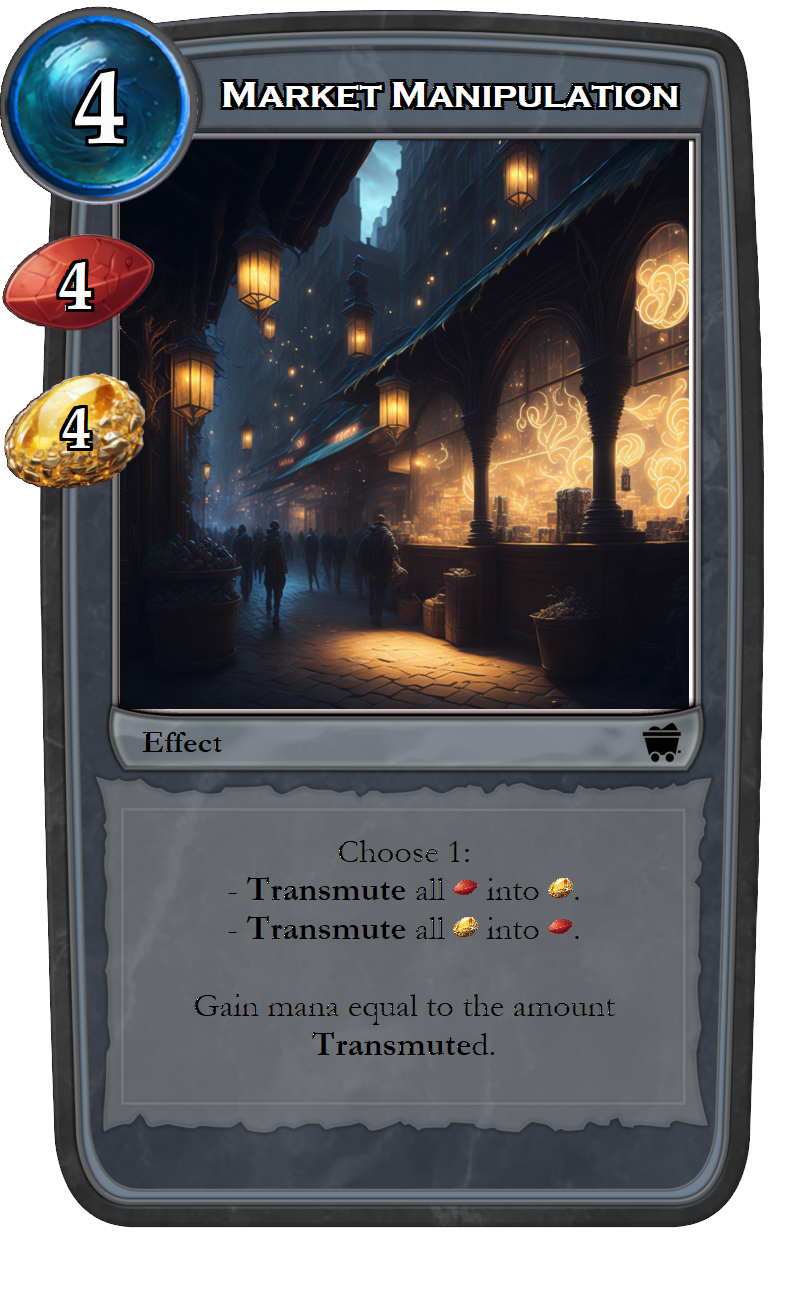 4
Market Manipulation
4
4
Effect
Choose 1:
- Transmute all into .
- Transmute all into .
Gain mana equal to the amount
Transmuted.